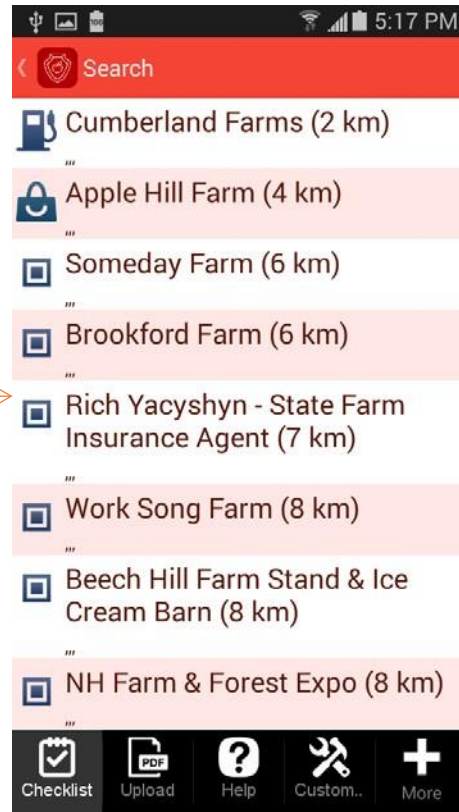 100
5:17 PM
Search
Cumberland Farms (2 km)
,,,
Apple Hill Farm (4 km)
,,,
Someday Farm (6 km)
,,,
Brookford Farm (6 km)
,,,
Rich Yacyshyn - State Farm
Insurance Agent (7 km)
,,,
Work Song Farm (8 km)
,,,
Beech Hill Farm Stand & Ice
Cream Barn (8 km)
,,,
NH Farm & Forest Expo (8 km)
,,,
PDF
?
Checklist Upload Help Custom.. More